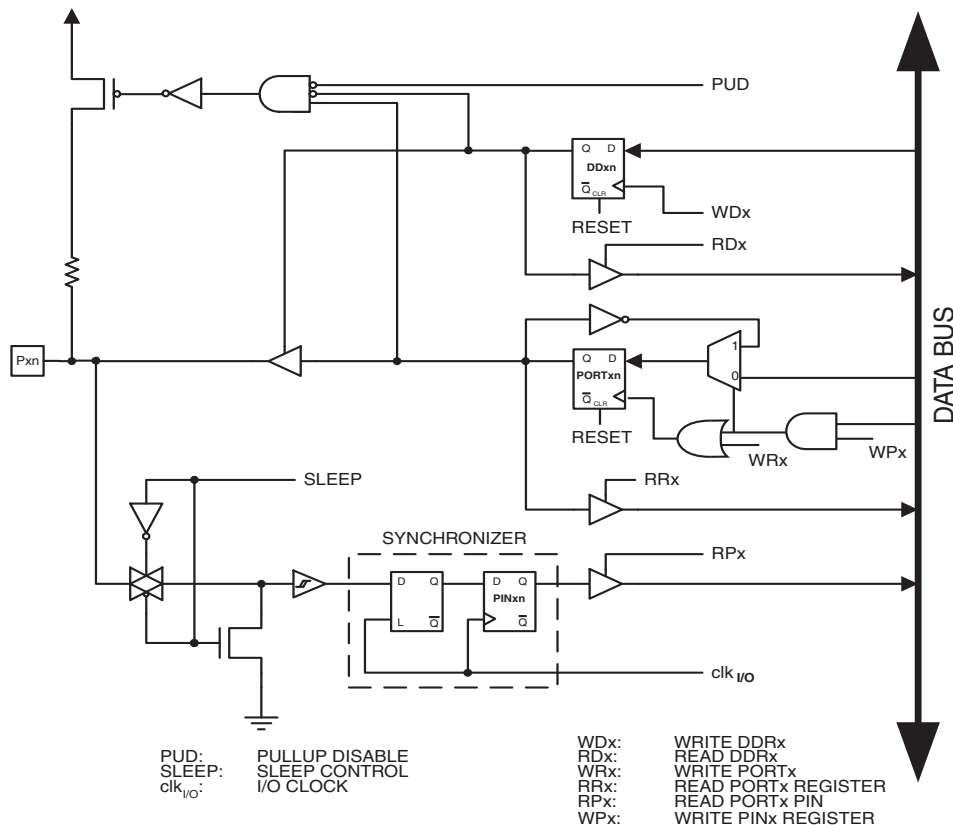 PUD
Q D
DDxn
Q CLR
WDx
RESET
RDx
Pxn
1
Q D
PORTxn
0
Q CLR
RESET
WRx
WPx
DATA BUS
SLEEP
RRx
SYNCHRONIZER
RPx
D Q
D Q
PINxn
L Q
Q
clk I/O
PUD: PULLUP DISABLE
SLEEP: SLEEP CONTROL
clkI/O: I/O CLOCK
WDx: WRITE DDRx
RDx: READ DDRx
WRx: WRITE PORTx
RRx: READ PORTx REGISTER
RPx: READ PORTx PIN
WPx: WRITE PINx REGISTER